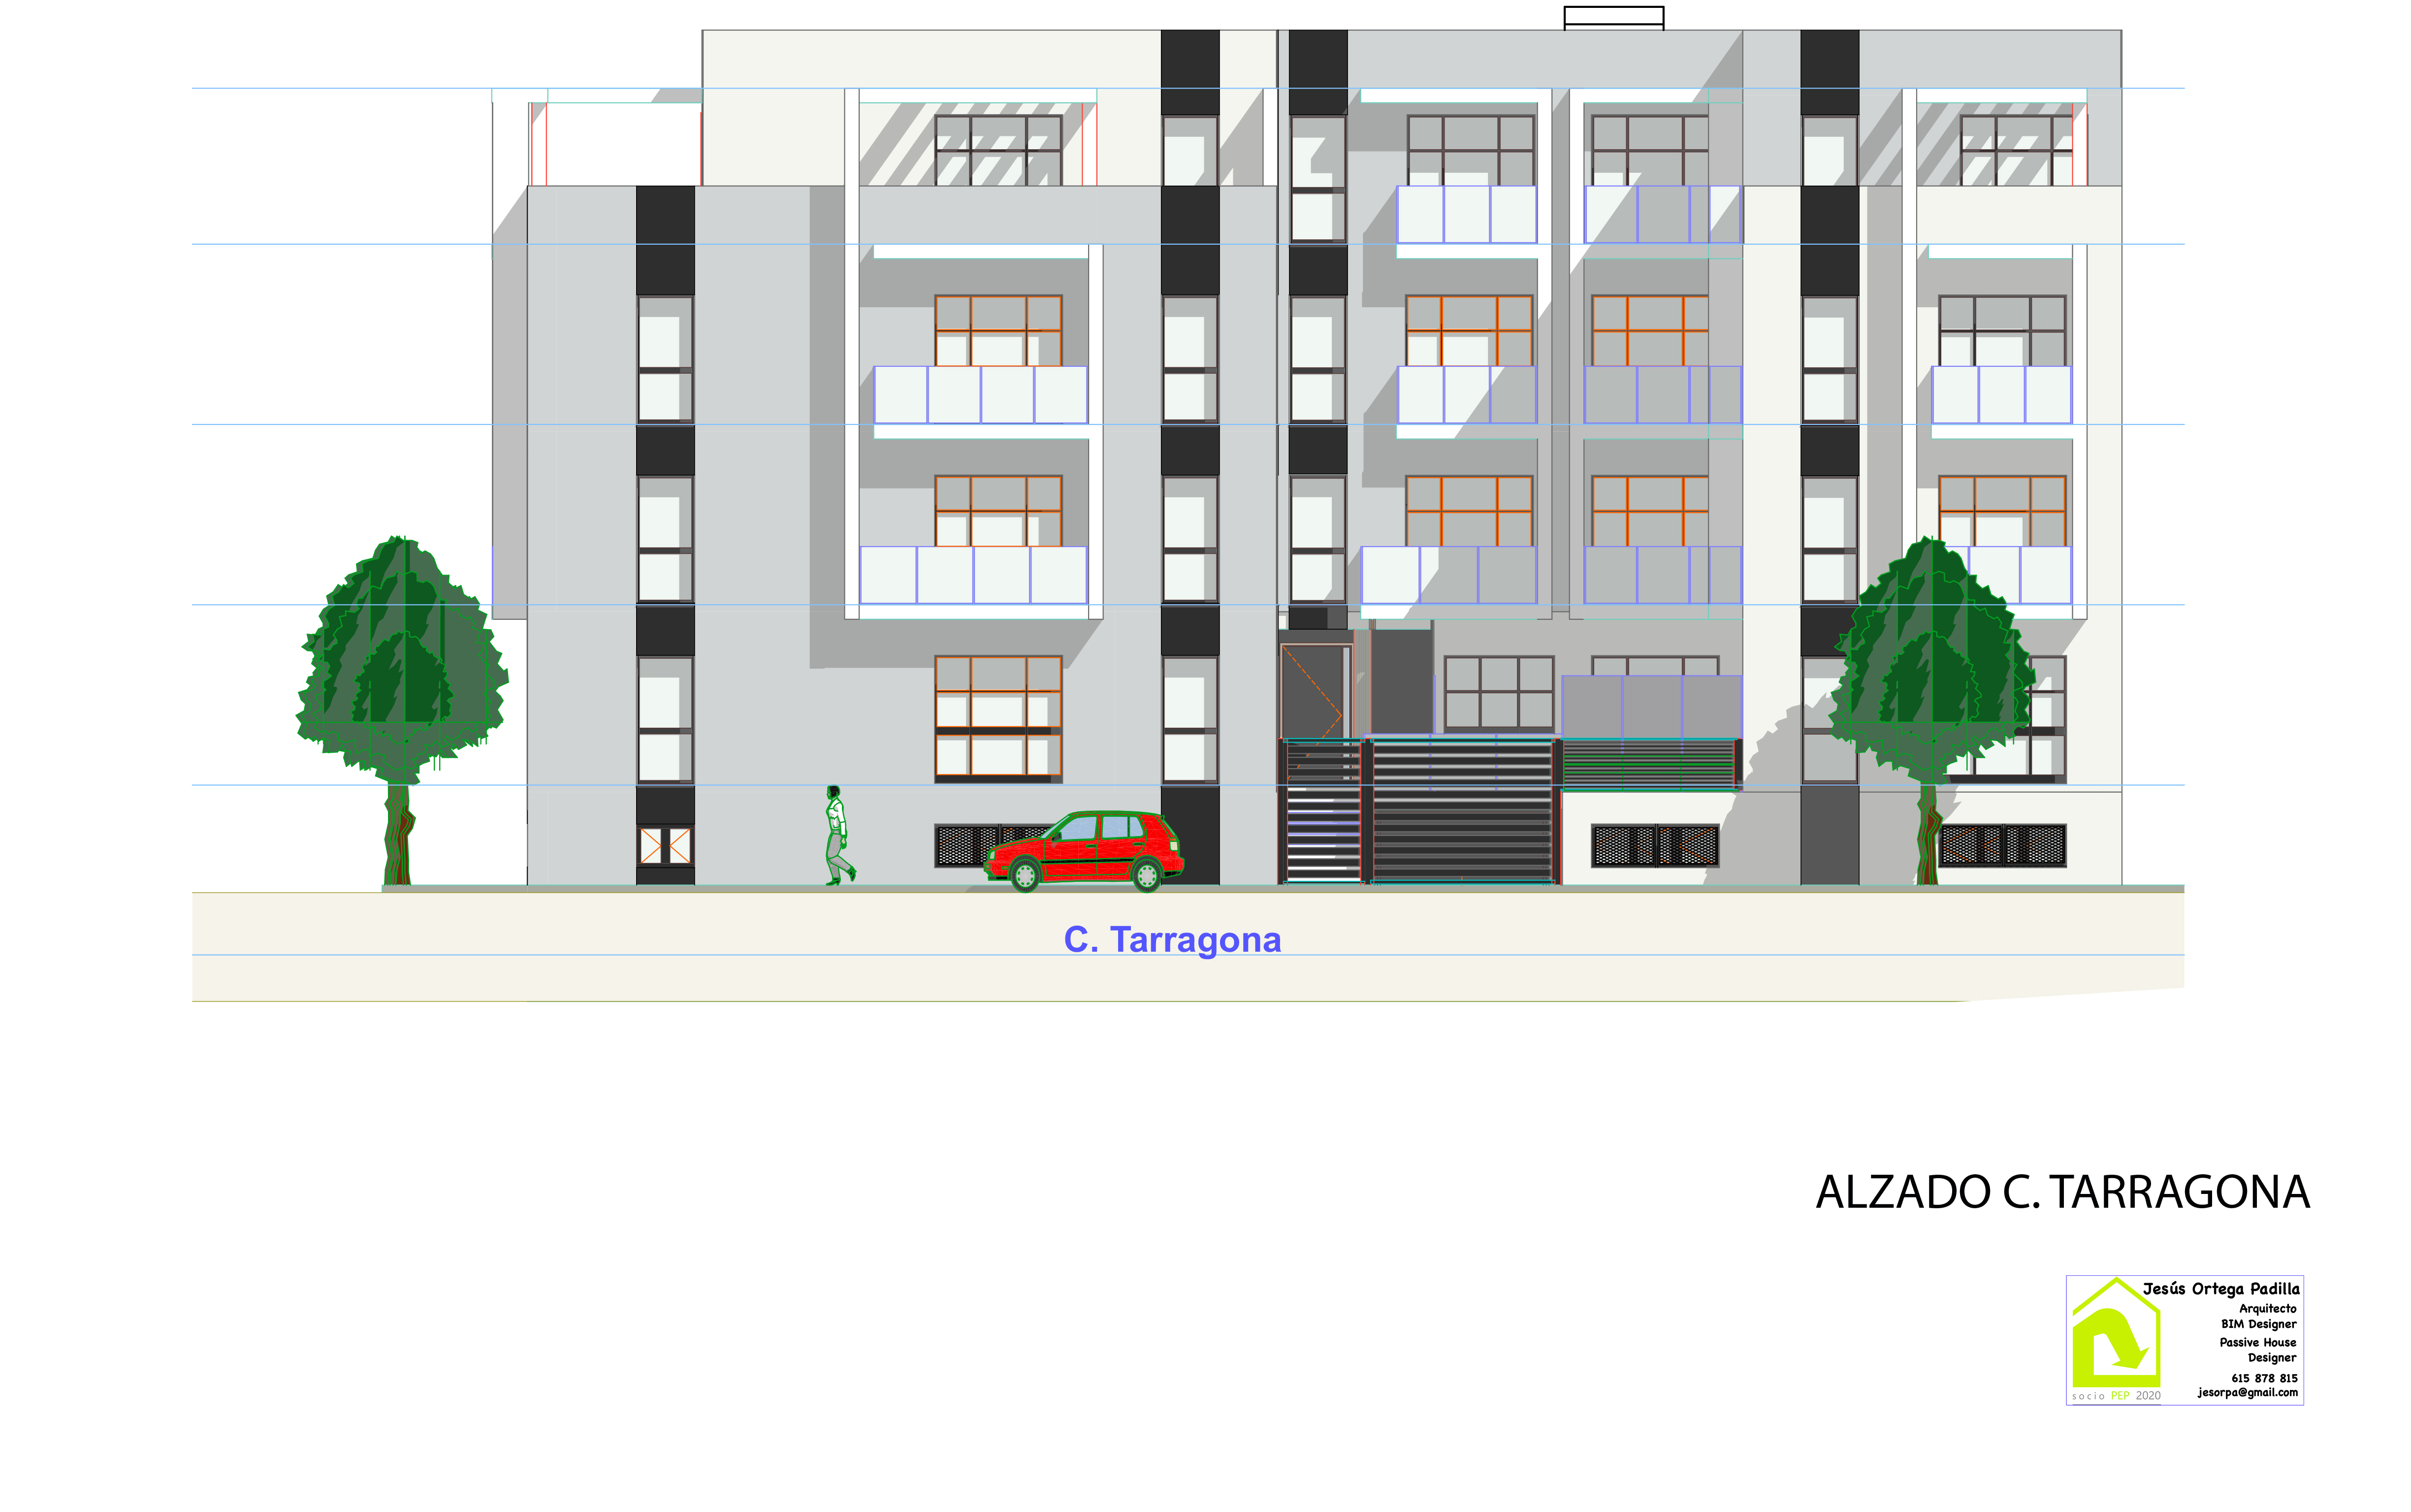 C. Tarragona
ALZADO C. TARRAGONA
Jesús Ortega Padilla
Arquitecto
BIM Designer
Passive House
Designer
615 878 815
jesorpa@gmail.com
socio PEP 2020